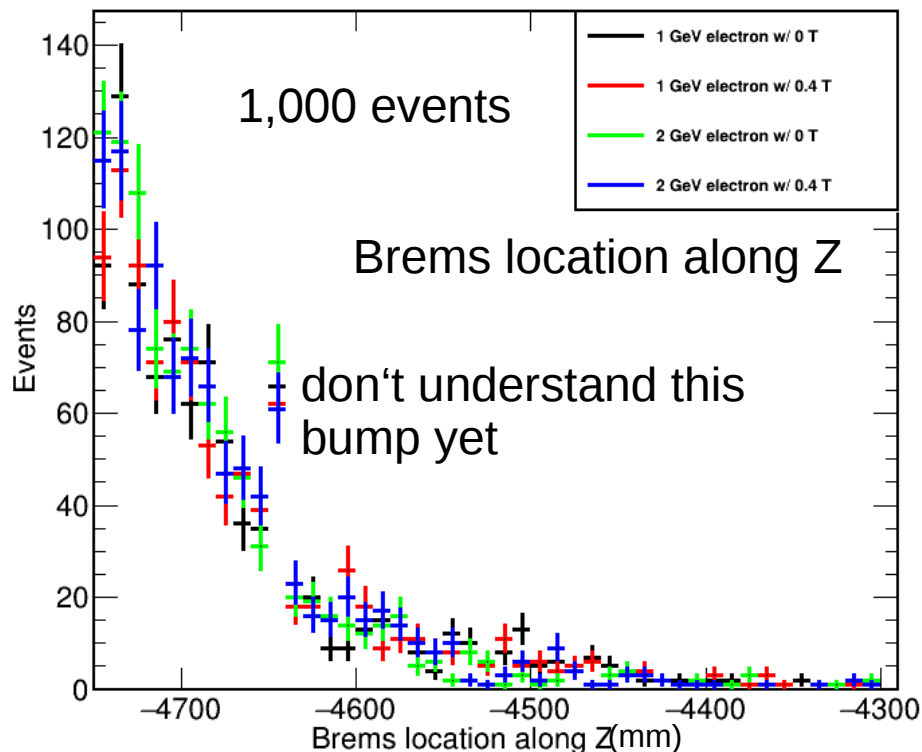 140
120
100
80
60
40
20
0
Events
1 GeV electron w/ 0 T
1 GeV electron w/ 0.4 T
2 GeV electron w/ 0 T
2 GeV electron w/ 0.4 T
1,000 events
Brems location along Z
don‘t understand this
bump yet
−4700 −4600 −4500 −4400 −4300
Brems location along Z(mm)